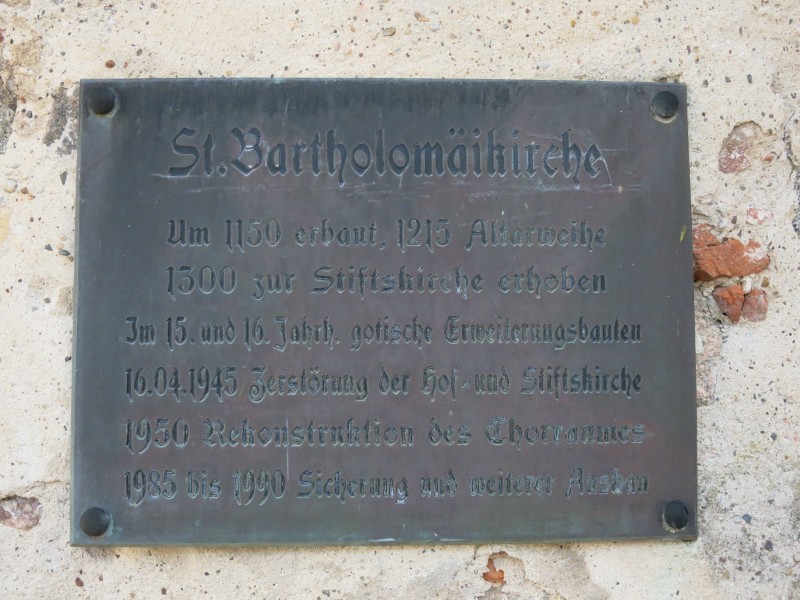 St. Bartholomäikirche
Um 1150 erbaut, 1215 Altarweihe
1300 zur Stiftskirche erhoben
Im 15. und 16. Jahrh. gotische Erweiterungsbauten
16.04.1945 Zerstörung der Hof- und Stiftskirche
1950 Rekonstruktion des Chorraumes
1985 bis 1990 Sicherung und weiterer Ausbau